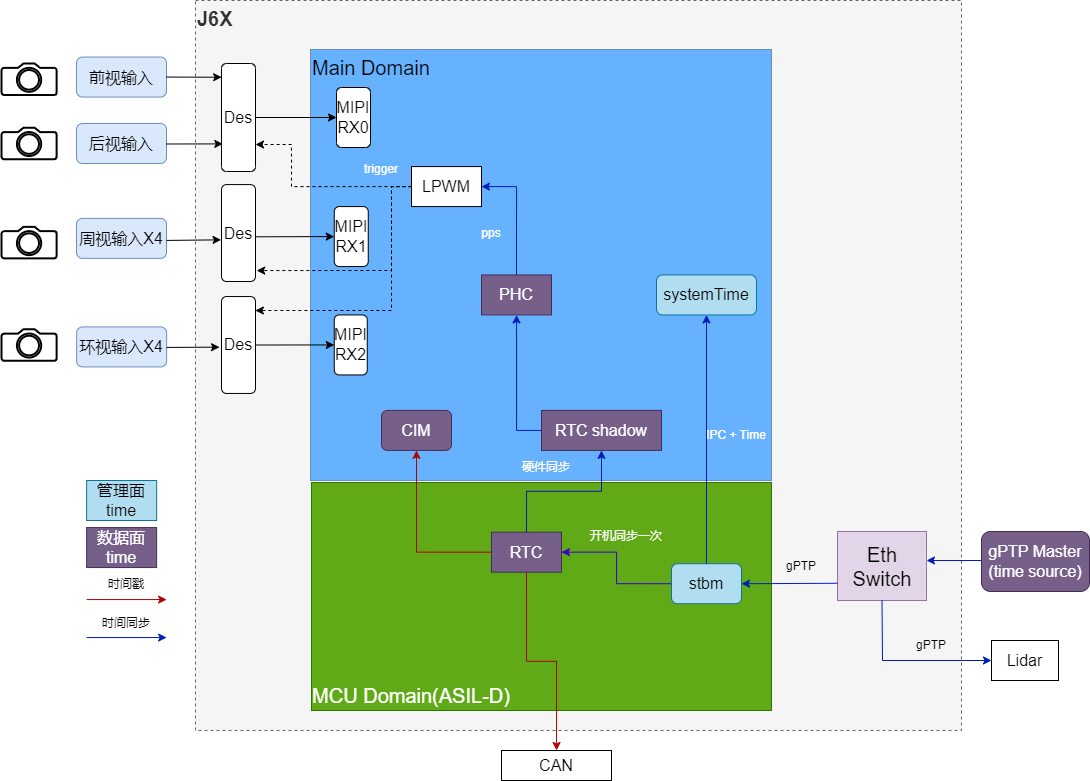 J6X
Main Domain
前视输入
Des
MIPI
RX0
后视输入
trigger
LPWM
周视输入X4
Des
MIPI
RX1
pps
PHC
systemTime
环视输入X4
Des
MIPI
RX2
CIM
RTC shadow
IPC + Time
硬件同步
管理面
time
数据面
time
时间戳
时间同步
RTC
开机同步一次
stbm
gPTP
Eth
Switch
gPTP Master
(time source)
gPTP
Lidar
MCU Domain(ASIL-D)
CAN